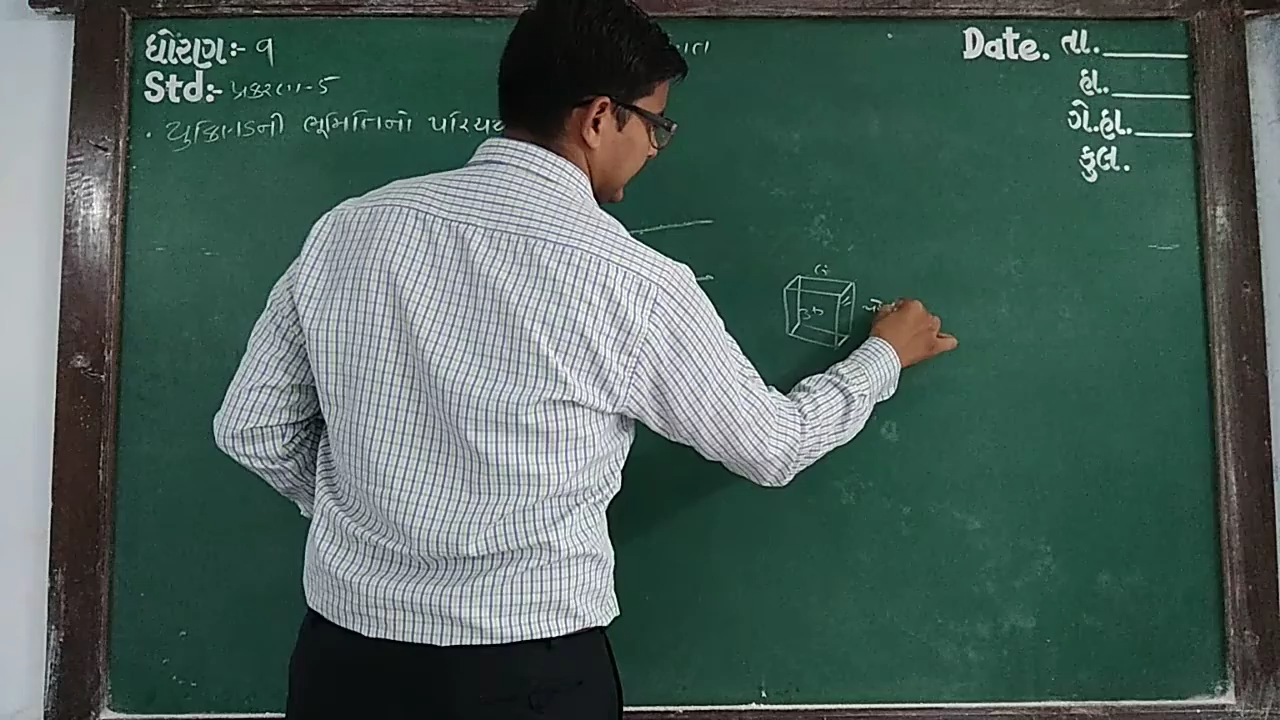 ધોરણ:- ૧
Std:- પ્રકરણ-5
• યુક્લિડની ભૂમિતિનો પરિચય
Date. તા.
હા.
ગે.હા.
કુલ.
G